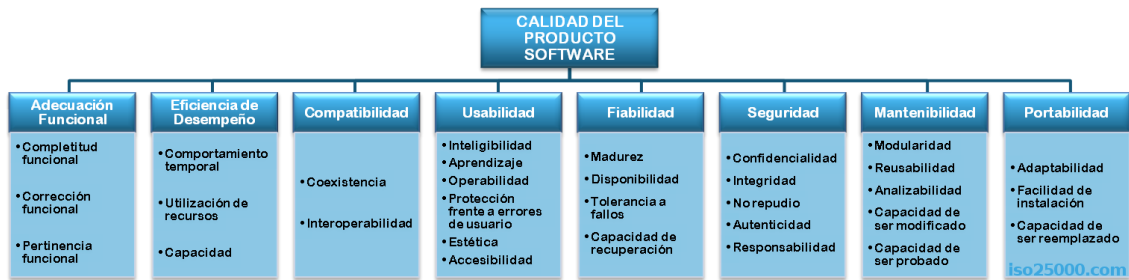 CALIDAD DEL
PRODUCTO
SOFTWARE
Adecuación
Funcional
• Completitud
funcional
• Corrección
funcional
• Pertinencia
funcional
Eficiencia de
Desempeño
• Comportamiento
temporal
• Utilización de
recursos
• Capacidad
Compatibilidad
• Coexistencia
• Interoperabilidad
Usabilidad
• Inteligibilidad
• Aprendizaje
• Operabilidad
• Protección
frente a errores
de usuario
• Estética
• Accesibilidad
Fiabilidad
• Madurez
• Disponibilidad
• Tolerancia a
fallos
• Capacidad de
recuperación
Seguridad
• Confidencialidad
• Integridad
• No repudio
• Autenticidad
• Responsabilidad
Mantenibilidad
• Modularidad
• Reusabilidad
• Analizabilidad
• Capacidad de
ser modificado
• Capacidad de
ser probado
Portabilidad
• Adaptabilidad
• Facilidad de
instalación
• Capacidad de
ser reemplazado
iso25000.com